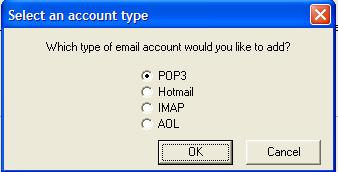 Select an account type
Which type of email account would you like to add?
POP3
Hotmail
IMAP
AOL
OK Cancel